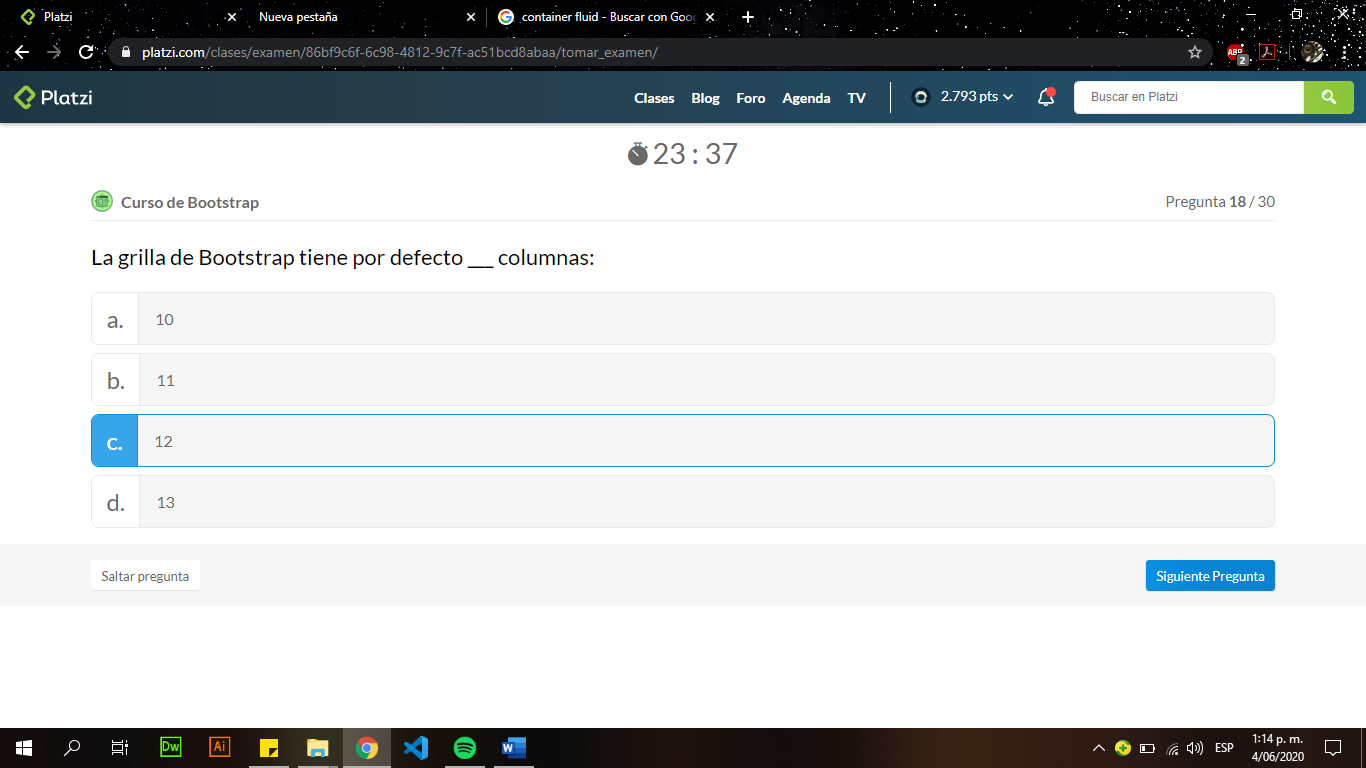 Platzi
Nueva pestaña
container fluid - Buscar con Goo
platzi.com/clases/examen/86bf9c6f-6c98-4812-9c7f-ac51bcd8abaa/tomar_examen/
ABP
2
Platzi
Clases Blog Foro Agenda TV
2.793 pts
Buscar en Platzi
23 : 37
Curso de Bootstrap
Pregunta 18 / 30
La grilla de Bootstrap tiene por defecto ___ columnas:
a. 10
b. 11
c. 12
d. 13
Saltar pregunta
Siguiente Pregunta
Dw
Ai
W
ESP
1:14 p. m.
4/06/2020